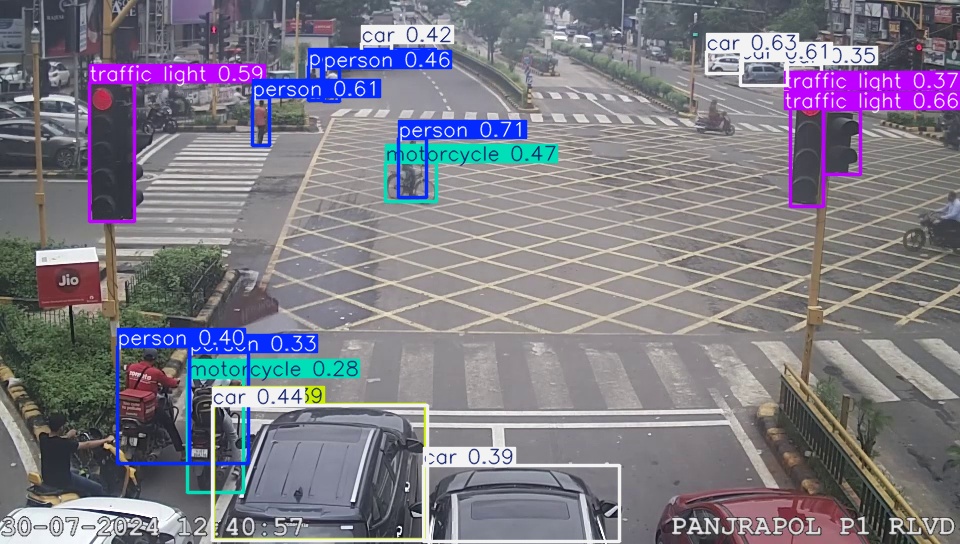 car 0.42
person 0.46
car 0.63
0.61
0.35
traffic light 0.59
person 0.61
traffic light 0.37
traffic light 0.66
person 0.71
motorcycle 0.47
Jio
person 0.40
0.33
motorcycle 0.28
car 0.44
car 0.39
30-07-2024 12:40:57
PANJRAPOL P1 RLVD